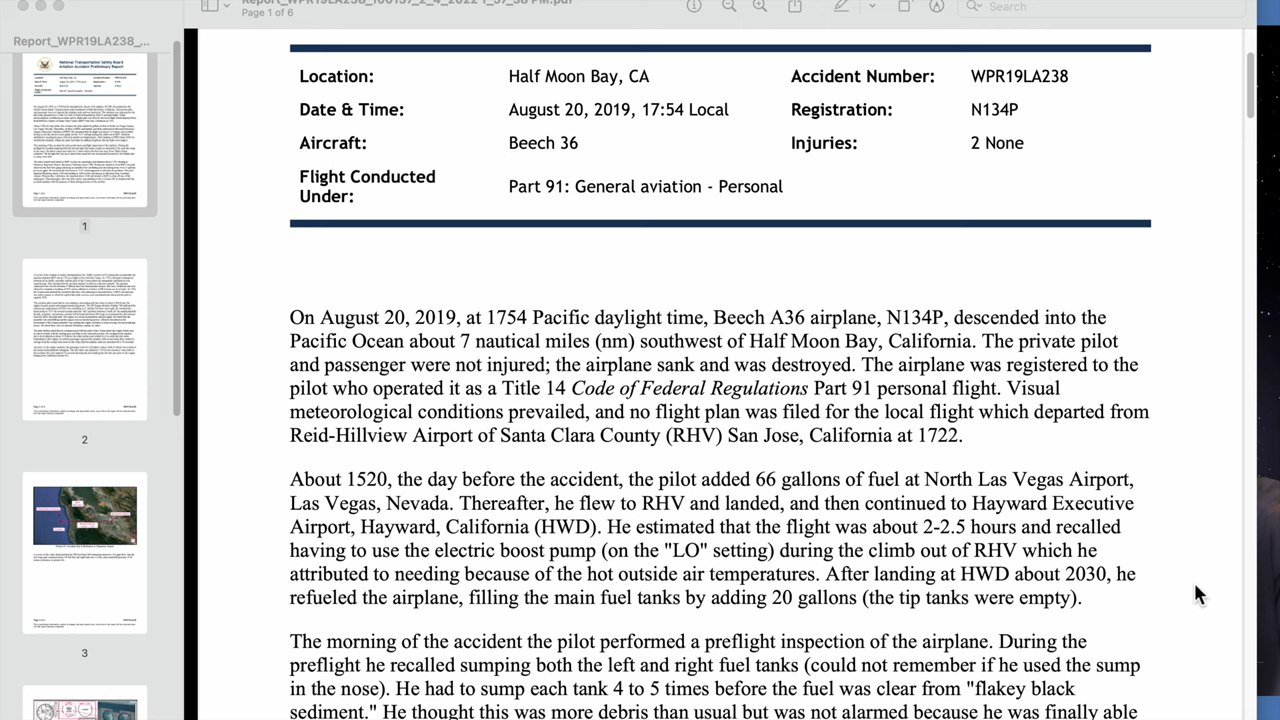 Report_WPR19LA238_100137_2_4_2022 1_57_58 PM.pdf
Page 1 of 6
Search
Report_WPR19LA238_...
National Transportation Safety Board
Aviation Accident Preliminary Report
1
2
3
Location: Half Moon Bay, CA Accident Number: WPR19LA238
Date & Time: August 20, 2019, 17:54 Local Registration: N134P
Aircraft: Beech 36 Injuries: 2 None
Flight Conducted
Under: Part 91: General aviation - Personal
On August 20, 2019, at 1754 Pacific daylight time, Beech A36 airplane, N134P, descended into the
Pacific Ocean about 7 nautical miles (nm) southwest of Half Moon Bay, California. The private pilot
and passenger were not injured; the airplane sank and was destroyed. The airplane was registered to the
pilot who operated it as a Title 14 Code of Federal Regulations Part 91 personal flight. Visual
meteorological conditions prevailed, and no flight plan was filed for the local flight which departed from
Reid-Hillview Airport of Santa Clara County (RHV) San Jose, California at 1722.
About 1520, the day before the accident, the pilot added 66 gallons of fuel at North Las Vegas Airport,
Las Vegas, Nevada. Thereafter, he flew to RHV and landed, and then continued to Hayward Executive
Airport, Hayward, California (HWD). He estimated that the flight was about 2-2.5 hours and recalled
having to use the electric boost pump (on the "LO" setting) during the climb out of RHV which he
attributed to needing because of the hot outside air temperatures. After landing at HWD about 2030, he
refueled the airplane, filling the main fuel tanks by adding 20 gallons (the tip tanks were empty).
The morning of the accident the pilot performed a preflight inspection of the airplane. During the
preflight he recalled sumping both the left and right fuel tanks (could not remember if he used the sump
in the nose). He had to sump each tank 4 to 5 times before the fuel was clear from "flakey black
sediment." He thought this was more debris than usual but was not alarmed because he was finally able